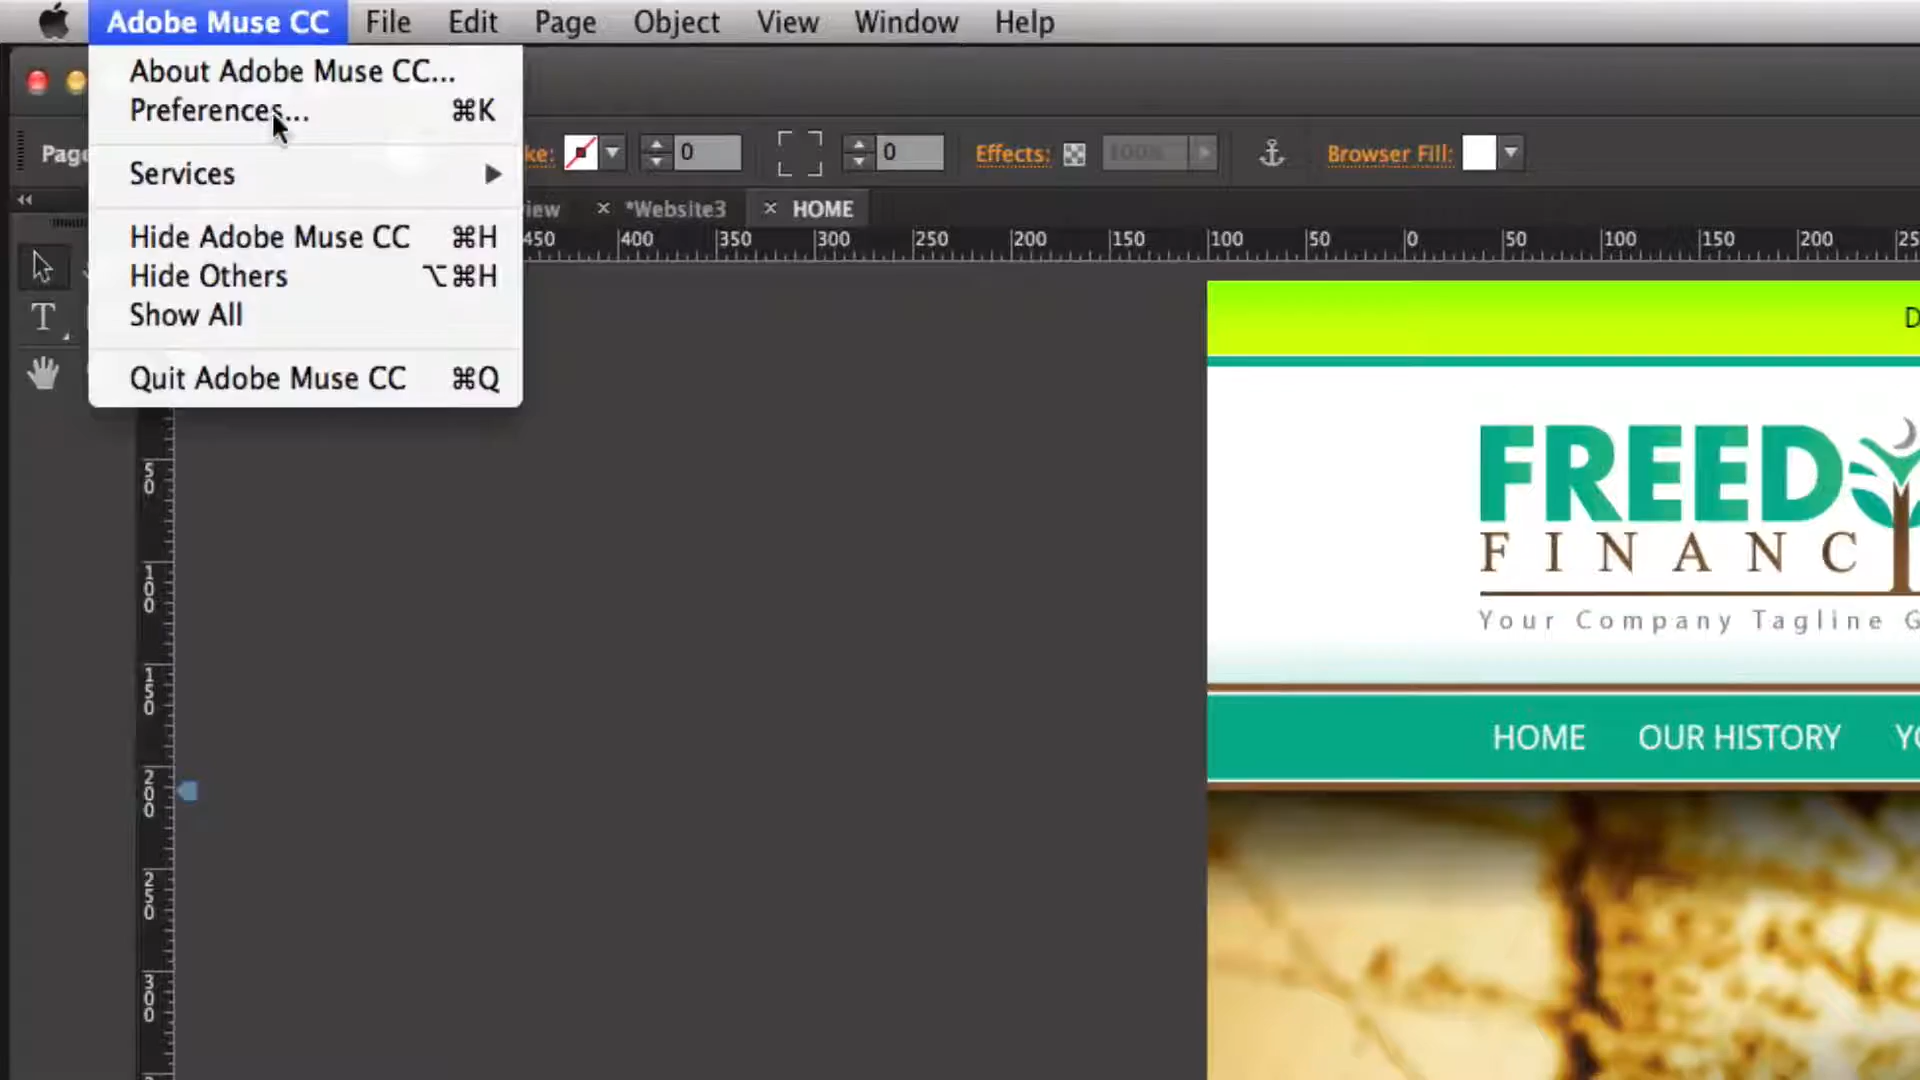 Adobe Muse CC File Edit Page Object View Window Help
About Adobe Muse CC...
Preferences... ⌘K
Services
Hide Adobe Muse CC ⌘H
Hide Others ⌥⌘H
Show All
Quit Adobe Muse CC ⌘Q
Page
ke: 0 0 Effects: 100% Browser Fill:
iew × *Website3 × HOME
450 400 350 300 250 200 150 100 50 0 50 100 150 200 25
T
50
100
150
200
250
300
D
FREED
FINANC
Your Company Tagline G
HOME OUR HISTORY YO